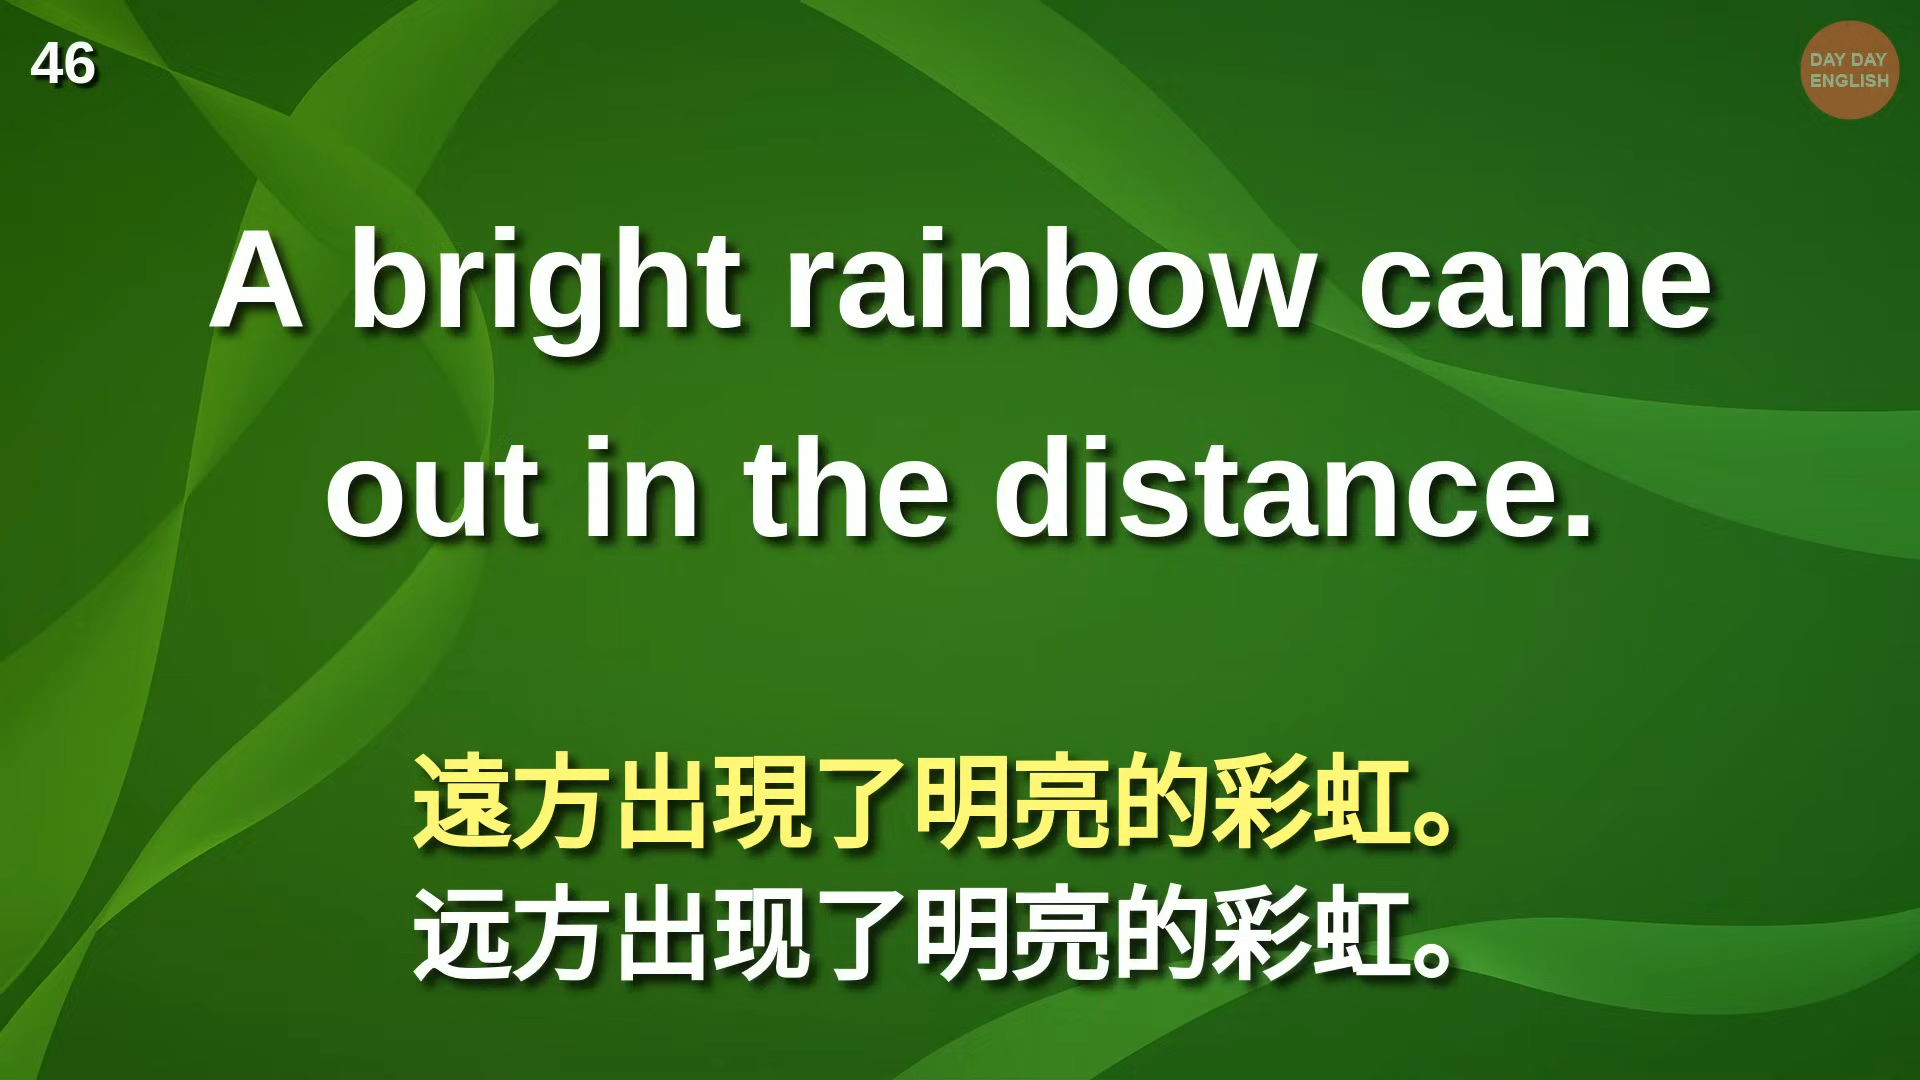 46
DAY DAY
ENGLISH
A bright rainbow came
out in the distance.
遠方出現了明亮的彩虹。
远方出现了明亮的彩虹。